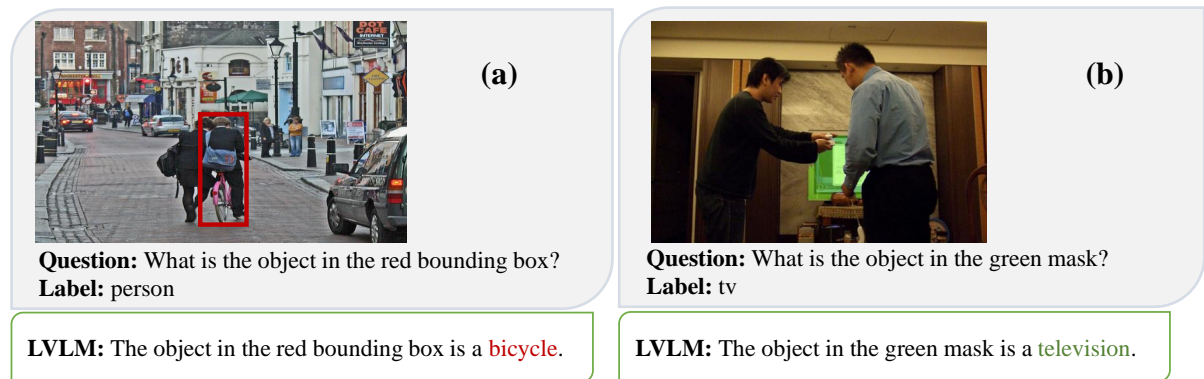 DOT
CAFE
INTERNET
(a)
Question: What is the object in the red bounding box?
Label: person
LVLM: The object in the red bounding box is a bicycle.
(b)
Question: What is the object in the green mask?
Label: tv
LVLM: The object in the green mask is a television.